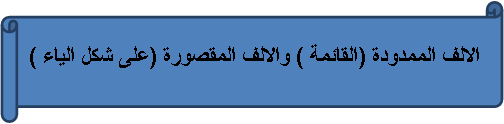 الالف الممدودة (القائمة ) والالف المقصورة (على شكل الياء )